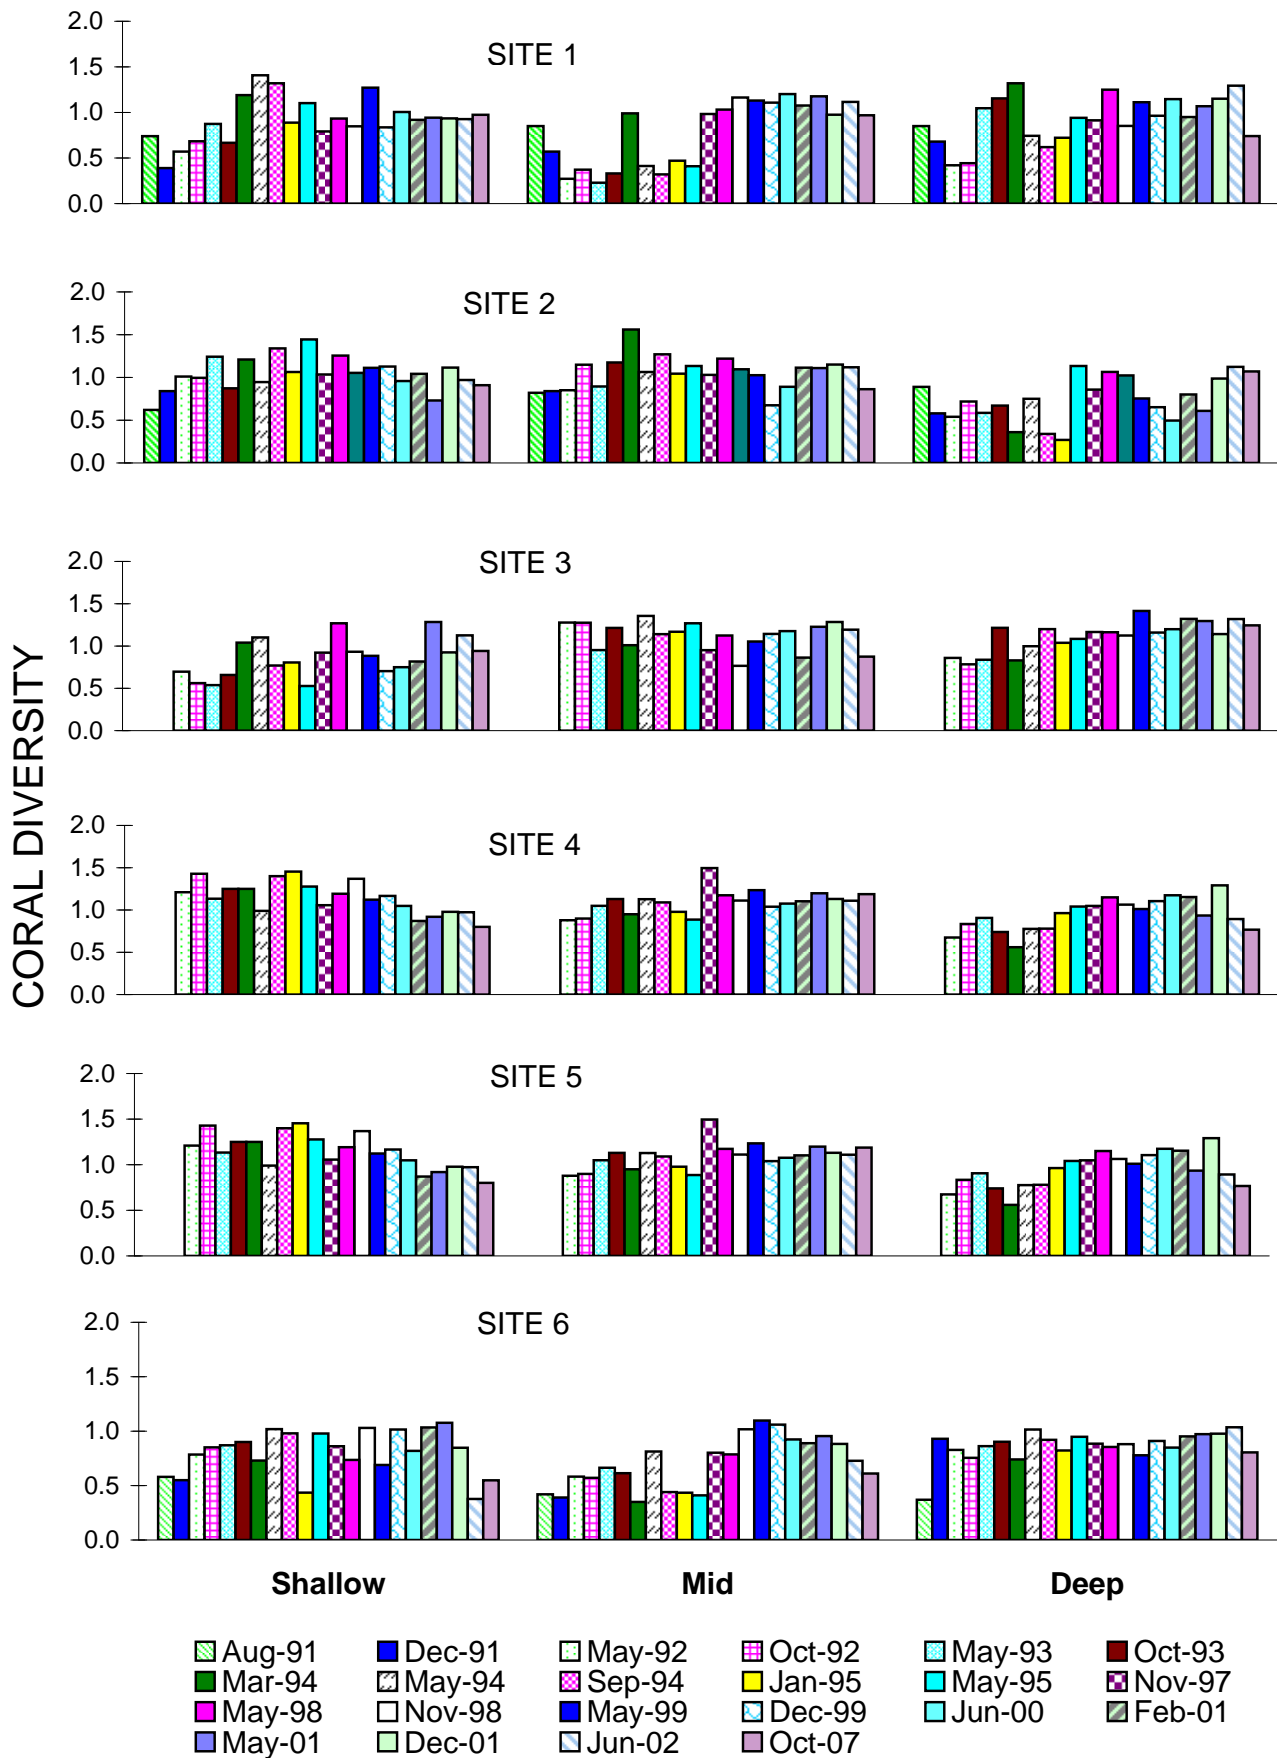 CORAL DIVERSITY
SITE 1
2.0
1.5
1.0
0.5
0.0
SITE 2
2.0
1.5
1.0
0.5
0.0
SITE 3
2.0
1.5
1.0
0.5
0.0
SITE 4
2.0
1.5
1.0
0.5
0.0
SITE 5
2.0
1.5
1.0
0.5
0.0
SITE 6
2.0
1.5
1.0
0.5
0.0
Shallow Mid Deep
Aug-91 Dec-91 May-92 Oct-92 May-93 Oct-93
Mar-94 May-94 Sep-94 Jan-95 May-95 Nov-97
May-98 Nov-98 May-99 Dec-99 Jun-00 Feb-01
May-01 Dec-01 Jun-02 Oct-07